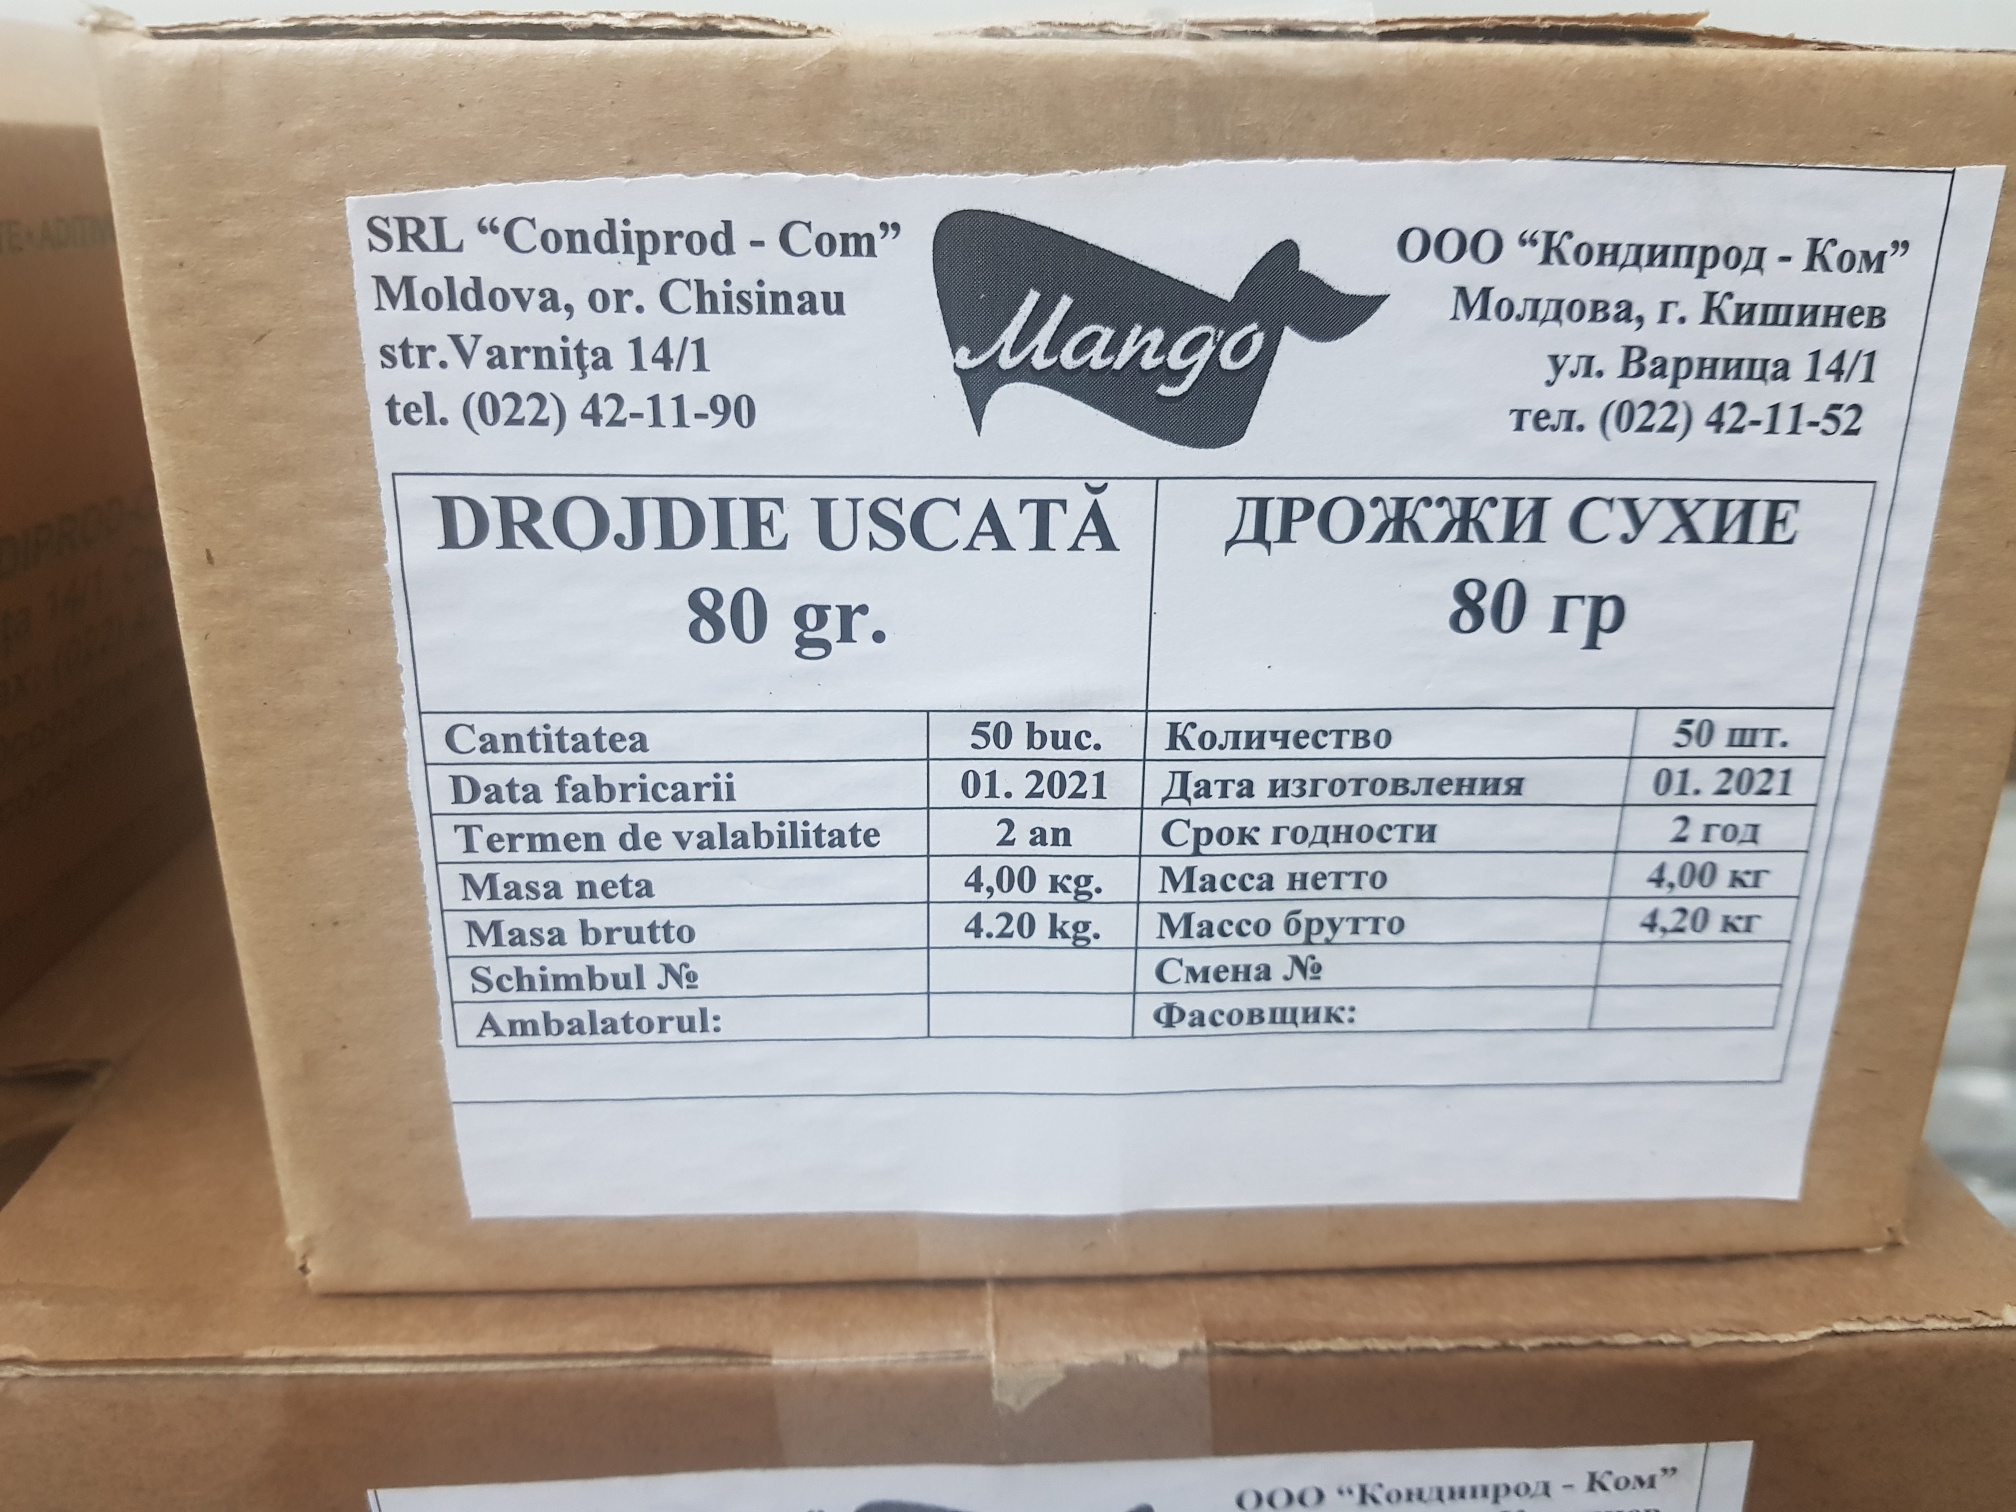 SRL “Condiprod - Com”
Moldova, or. Chisinau
str.Varniţa 14/1
tel. (022) 42-11-90
Mango
ООО “Кондипрод - Ком”
Молдова, г. Кишинев
ул. Варница 14/1
тел. (022) 42-11-52
DROJDIE USCATĂ
80 gr.
ДРОЖЖИ СУХИЕ
80 гр
Cantitatea 50 buc. Количество 50 шт.
Data fabricarii 01. 2021 Дата изготовления 01. 2021
Termen de valabilitate 2 an Срок годности 2 год
Masa neta 4,00 кg. Масса нетто 4,00 кг
Masa brutto 4.20 kg. Массо брутто 4,20 кг
Schimbul № Смена №
Ambalatorul: Фасовщик:
ООО “Кондипрод - Ком”